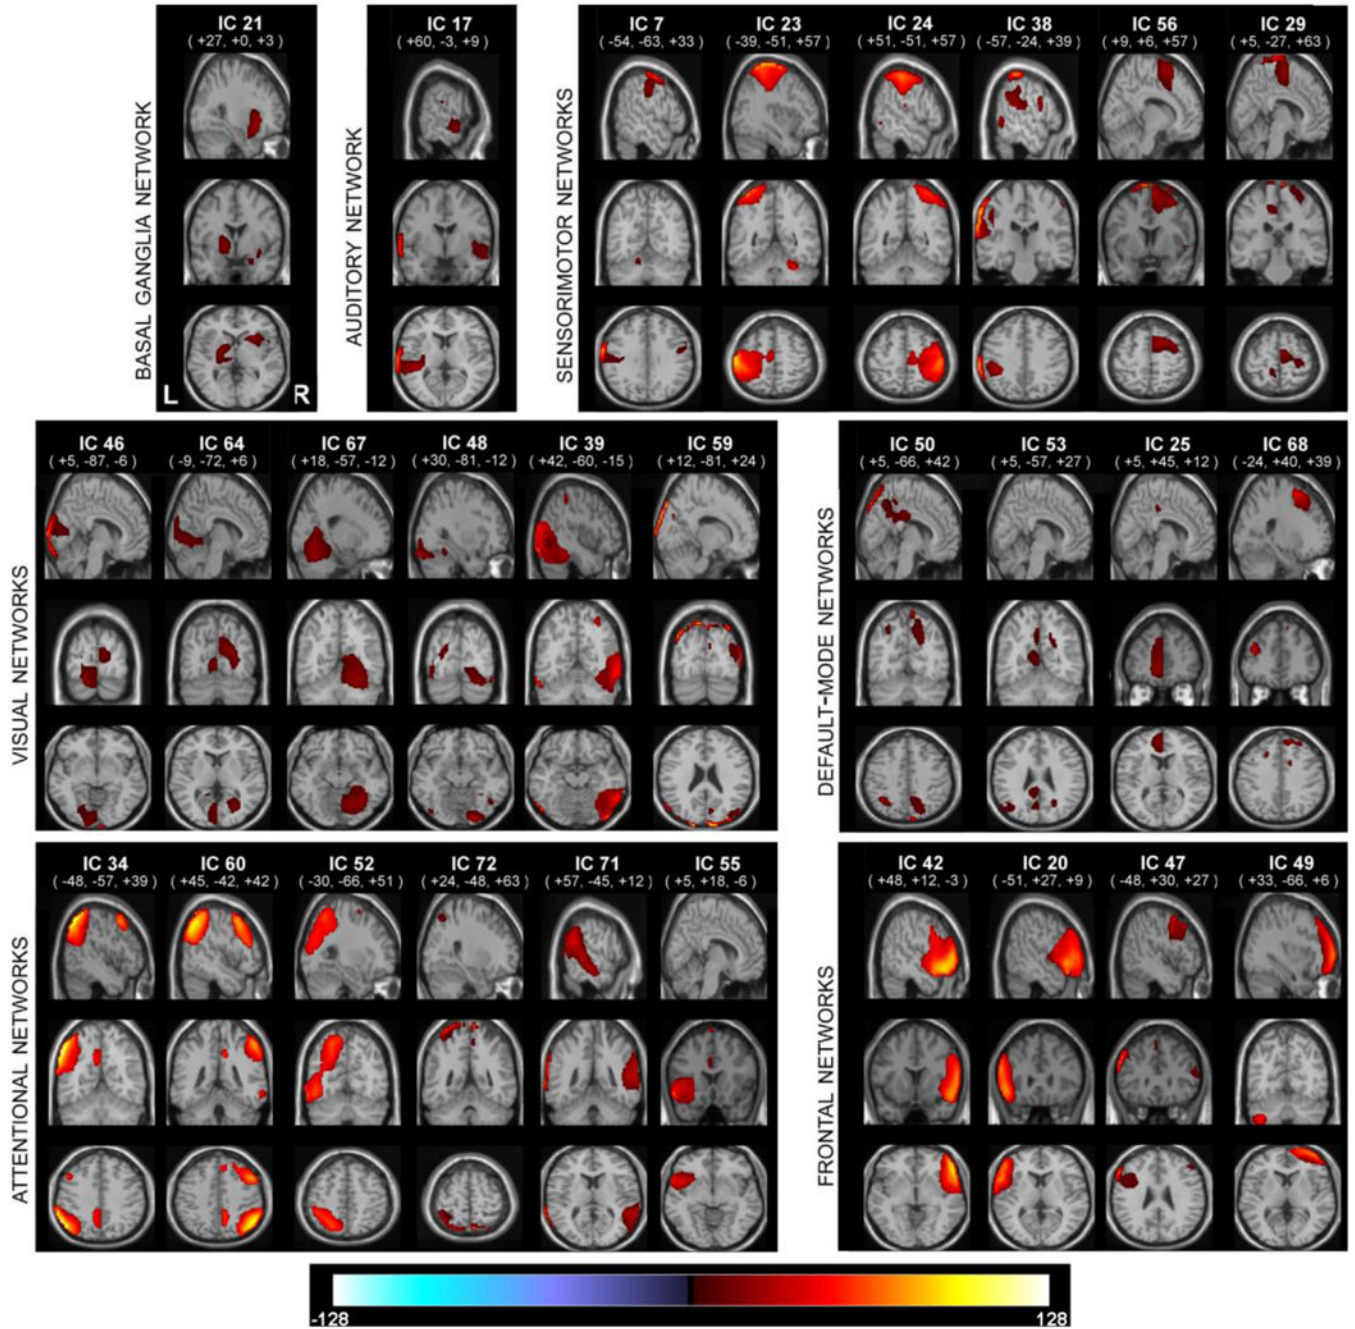 BASAL GANGLIA NETWORK
IC 21
( +27, +0, +3)
L R
AUDITORY NETWORK
IC 17
( +60, -3, +9)
SENSORIMOTOR NETWORKS
IC 7 IC 23 IC 24 IC 38 IC 56 IC 29
( -54, -63, +33) ( -39, -51, +57) ( +51, -51, +57) ( -57, -24, +39) ( +9, +6, +57) ( +5, -27, +63)
VISUAL NETWORKS
IC 46 IC 64 IC 67 IC 48 IC 39 IC 59
( +5, -87, -6) ( -9, -72, +6) ( +18, -57, -12) ( +30, -81, -12) ( +42, -60, -15) ( +12, -81, +24)
DEFAULT-MODE NETWORKS
IC 50 IC 53 IC 25 IC 68
( +5, -66, +42) ( +5, -57, +27) ( +5, +45, +12) ( -24, +40, +39)
ATTENTIONAL NETWORKS
IC 34 IC 60 IC 52 IC 72 IC 71 IC 55
( -48, -57, +39) ( +45, -42, +42) ( -30, -66, +51) ( +24, -48, +63) ( +57, -45, +12) ( +5, +18, -6)
FRONTAL NETWORKS
IC 42 IC 20 IC 47 IC 49
( +48, +12, -3) ( -51, +27, +9) ( -48, +30, +27) ( +33, -66, +6)
-128 128